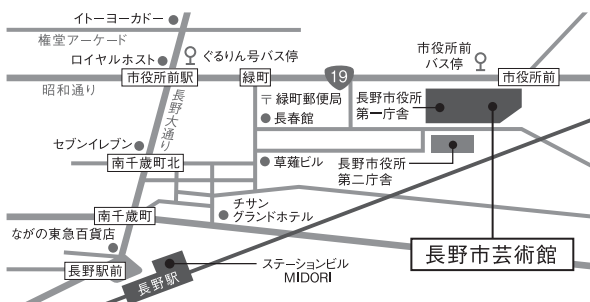 イトーヨーカドー
権堂アーケード
ロイヤルホスト
ぐるりん号バス停
市役所前
バス停
市役所前駅
緑町
19
市役所前
昭和通り
長野大通り
〒緑町郵便局
長春館
長野市役所
第一庁舎
セブンイレブン
南千歳町北
草薙ビル
長野市役所
第二庁舎
南千歳町
チサン
グランドホテル
ながの東急百貨店
長野市芸術館
長野駅前
長野駅
ステーションビル
MIDORI